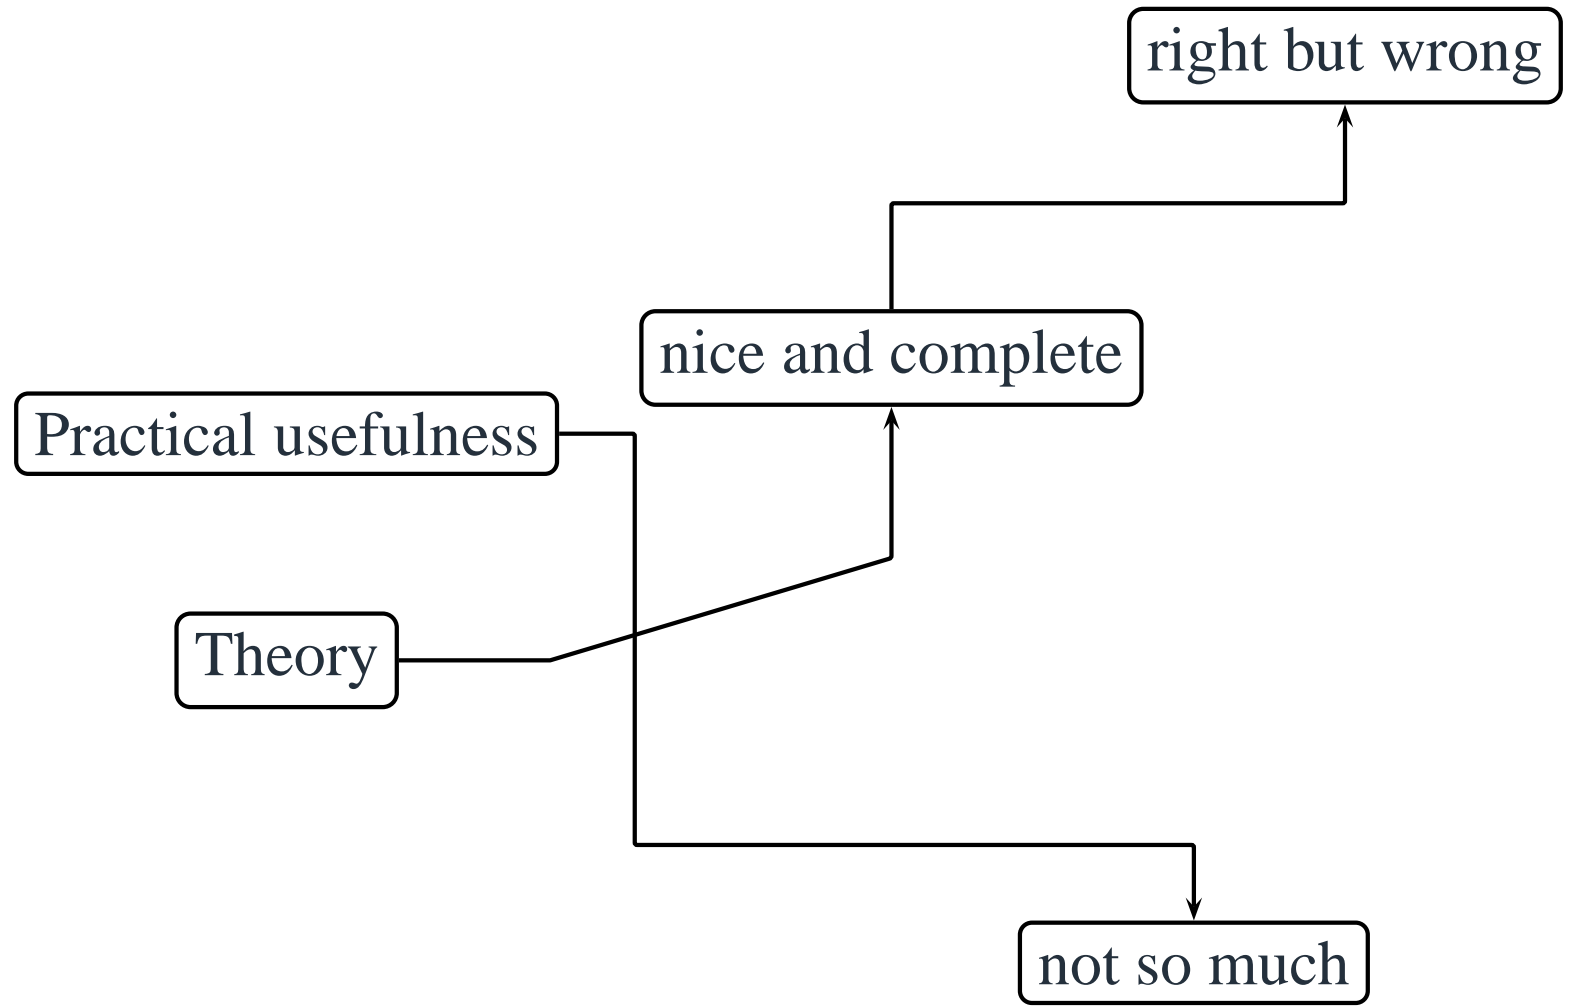 right but wrong
nice and complete
Practical usefulness
Theory
not so much